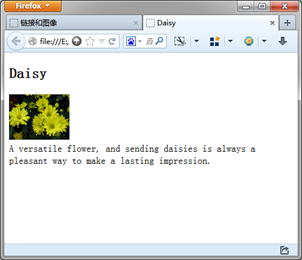 Firefox
链接和图像
Daisy
file:///E:
Daisy
A versatile flower, and sending daisies is always a
pleasant way to make a lasting impression.